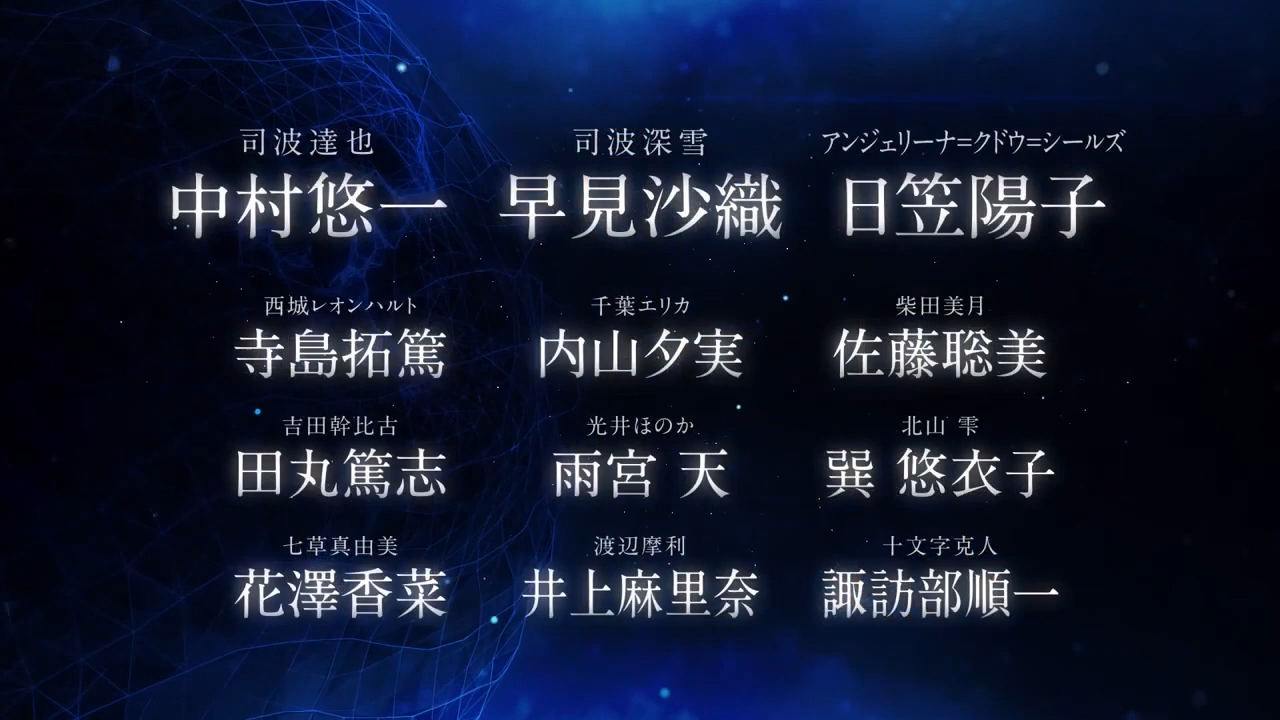 司波達也 司波深雪 アンジェリーナ=クドウ=シールズ
中村悠一 早見沙織 日笠陽子
西城レオンハルト 千葉エリカ 柴田美月
寺島拓篤 内山夕実 佐藤聡美
吉田幹比古 光井ほのか 北山 雫
田丸篤志 雨宮 天 巽 悠衣子
七草真由美 渡辺摩利 十文字克人
花澤香菜 井上麻里奈 諏訪部順一